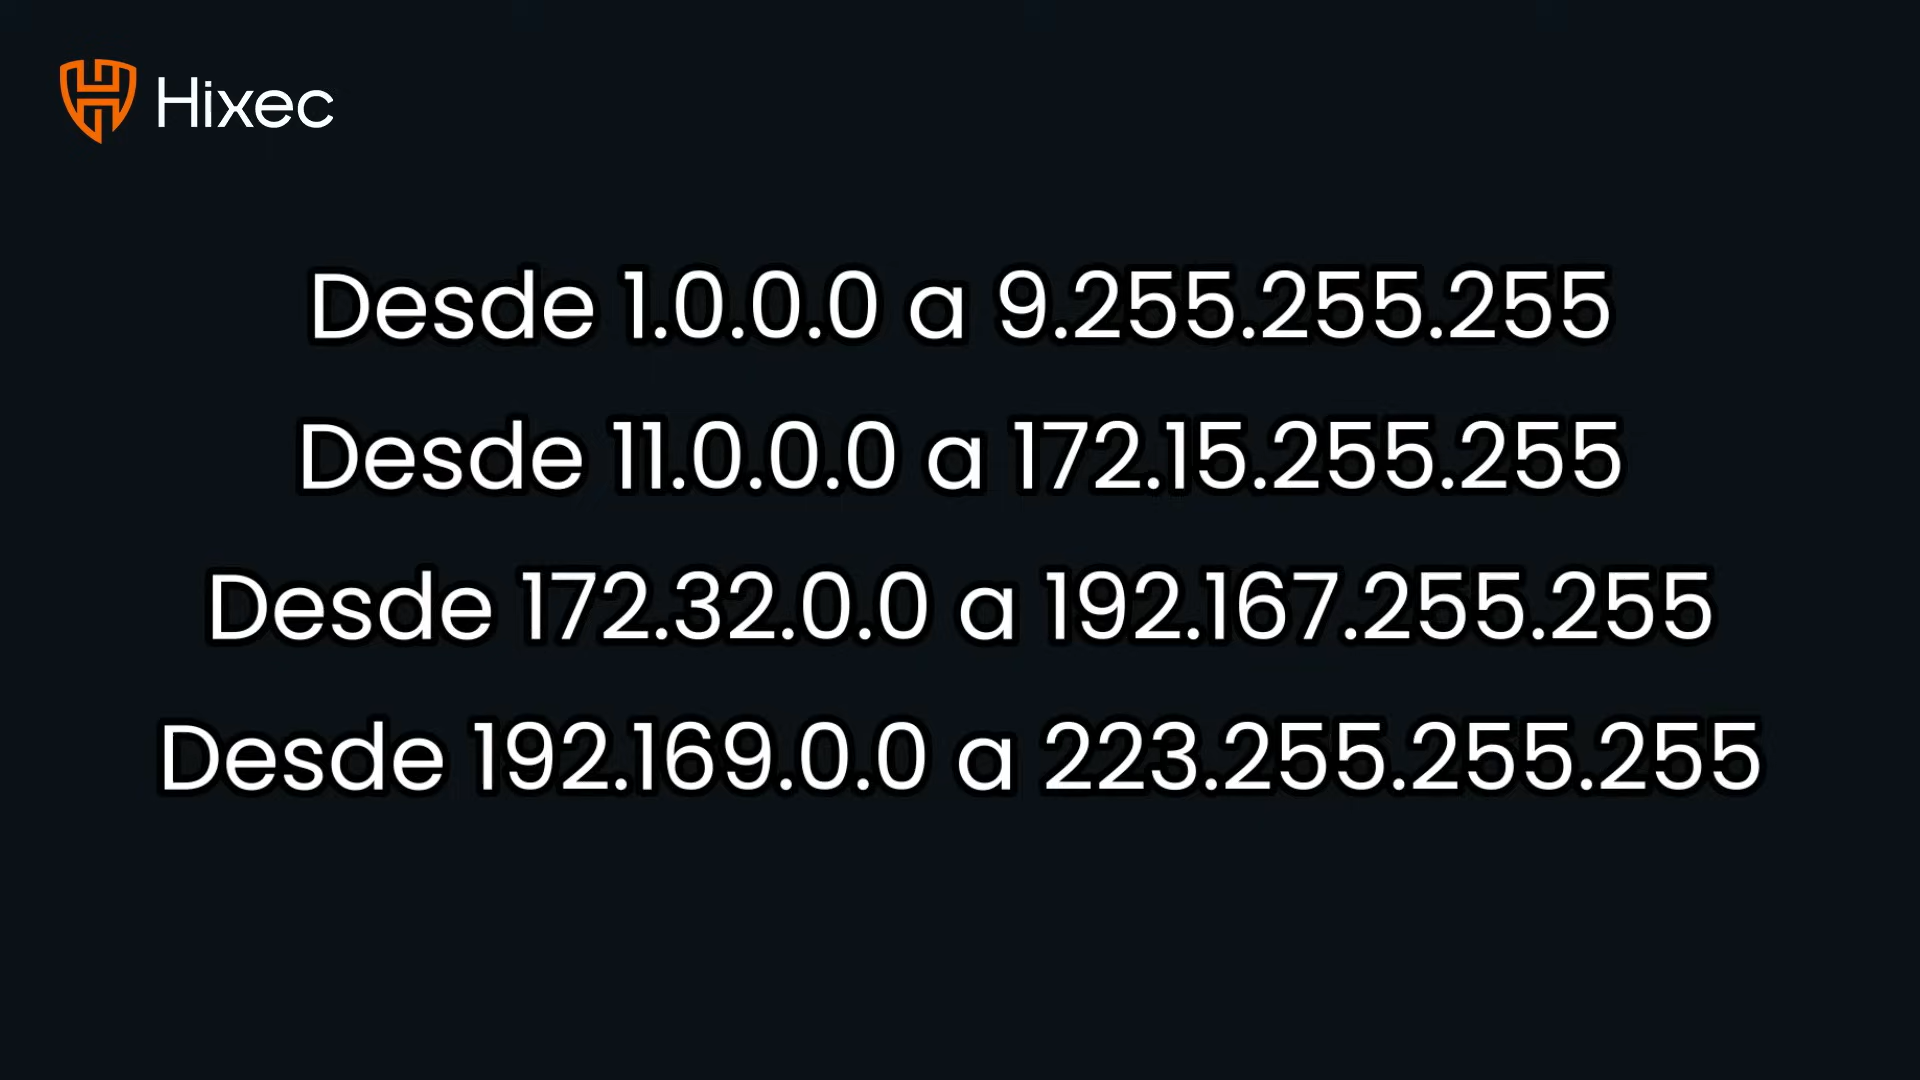 Hixec
Desde 1.0.0.0 a 9.255.255.255
Desde 11.0.0.0 a 172.15.255.255
Desde 172.32.0.0 a 192.167.255.255
Desde 192.169.0.0 a 223.255.255.255